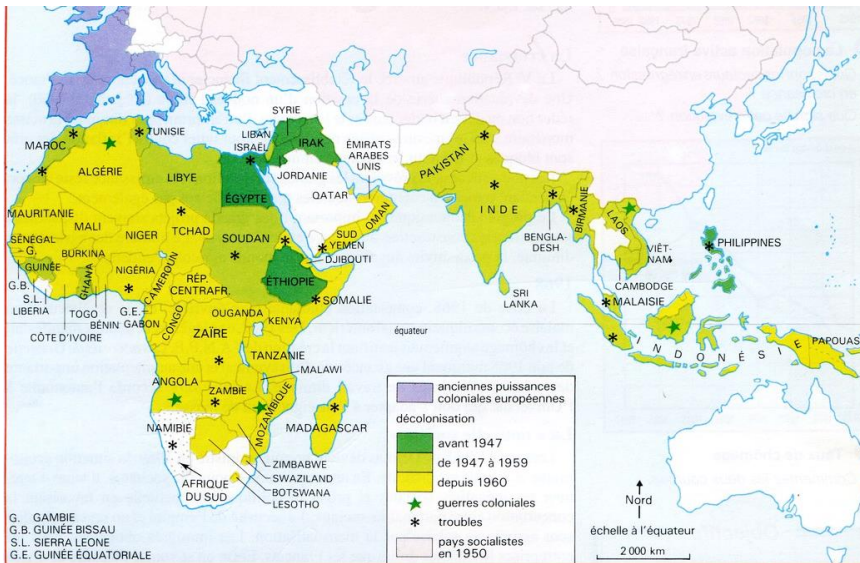 MAROC
TUNISIE
ALGÉRIE
LIBYE
ÉGYPTE
SYRIE
LIBAN
ISRAËL
IRAK
JORDANIE
ÉMIRATS
ARABES
UNIS
QATAR
OMAN
SUD
YEMEN
DJIBOUTI
PAKISTAN
INDE
BENGLA-
DESH
BIRMANIE
LAOS
VIÊT-
NAM
CAMBODGE
PHILIPPINES
SRI
LANKA
MALAISIE
INDONÉSIE
PAPOUAS
MAURITANIE
MALI
NIGER
TCHAD
SOUDAN
SÉNÉGAL
G.
GUINÉE
BURKINA
G.B.
S.L.
LIBERIA
CÔTE D'IVOIRE
GHANA
TOGO
BÉNIN
NIGÉRIA
CAMEROUN
G.E.
GABON
CONGO
RÉP.
CENTRAFR.
ÉTHIOPIE
SOMALIE
OUGANDA
KENYA
ZAÏRE
TANZANIE
MALAWI
ANGOLA
ZAMBIE
MOZAMBIQUE
MADAGASCAR
NAMIBIE
AFRIQUE
DU SUD
ZIMBABWE
SWAZILAND
BOTSWANA
LESOTHO
équateur
anciennes puissances
coloniales européennes
décolonisation
avant 1947
de 1947 à 1959
depuis 1960
guerres coloniales
troubles
pays socialistes
en 1950
Nord
échelle à l'équateur
2 000 km
G. GAMBIE
G.B. GUINÉE BISSAU
S.L. SIERRA LEONE
G.E. GUINÉE ÉQUATORIALE